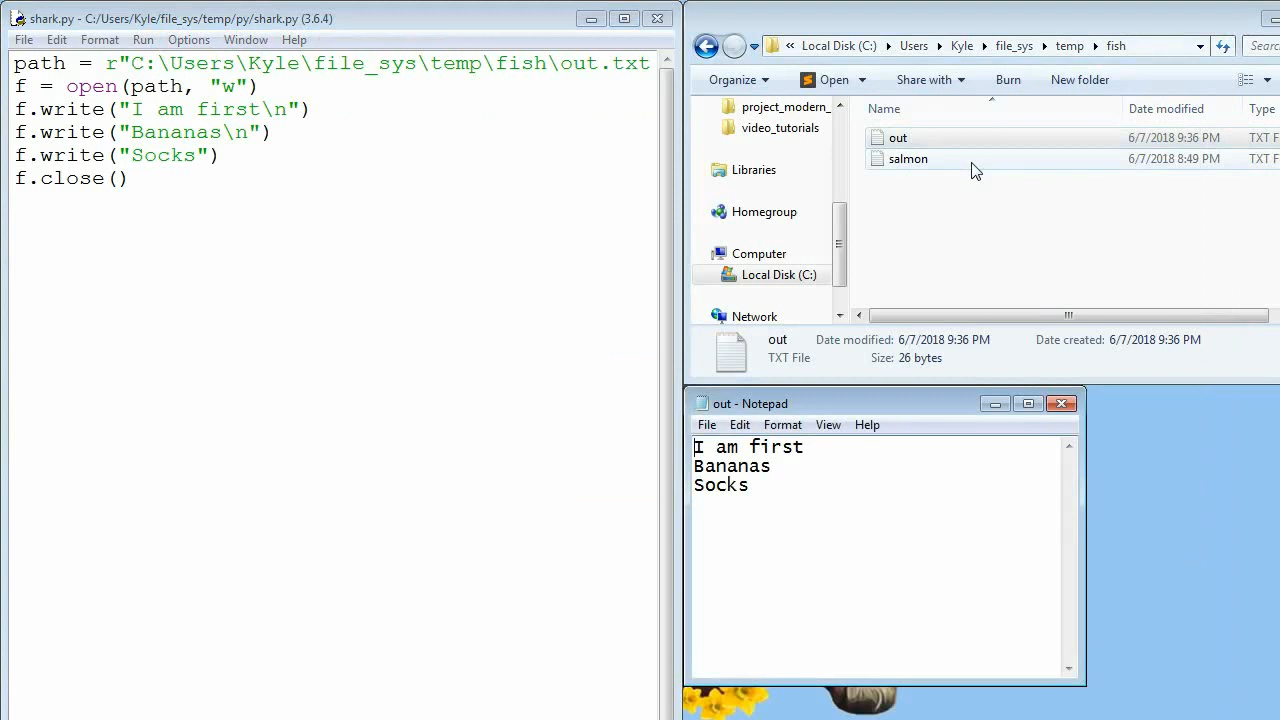 shark.py - C:/Users/Kyle/file_sys/temp/py/shark.py (3.6.4)
File Edit Format Run Options Window Help
path = r"C:\Users\Kyle\file_sys\temp\fish\out.txt
f = open(path, "w")
f.write("I am first\n")
f.write("Bananas\n")
f.write("Socks")
f.close()
« Local Disk (C:) Users Kyle file_sys temp fish
Sear
Organize Open Share with Burn New folder
project_modern_
video_tutorials
Libraries
Homegroup
Computer
Local Disk (C:)
Network
Name Date modified Type
out 6/7/2018 9:36 PM TXT F
salmon 6/7/2018 8:49 PM TXT F
out Date modified: 6/7/2018 9:36 PM Date created: 6/7/2018 9:36 PM
TXT File Size: 26 bytes
out - Notepad
File Edit Format View Help
I am first
Bananas
Socks